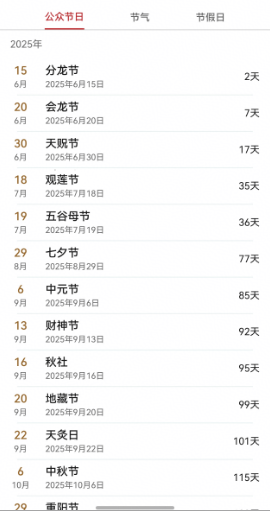 公众节日 节气 节假日
2025年
15 分龙节 2天
6月 2025年6月15日
20 会龙节 7天
6月 2025年6月20日
30 天贶节 17天
6月 2025年6月30日
18 观莲节 35天
7月 2025年7月18日
19 五谷母节 36天
7月 2025年7月19日
29 七夕节 77天
8月 2025年8月29日
6 中元节 85天
9月 2025年9月6日
13 财神节 92天
9月 2025年9月13日
16 秋社 95天
9月 2025年9月16日
20 地藏节 99天
9月 2025年9月20日
22 天灸日 101天
9月 2025年9月22日
6 中秋节 115天
10月 2025年10月6日
29 重阳节